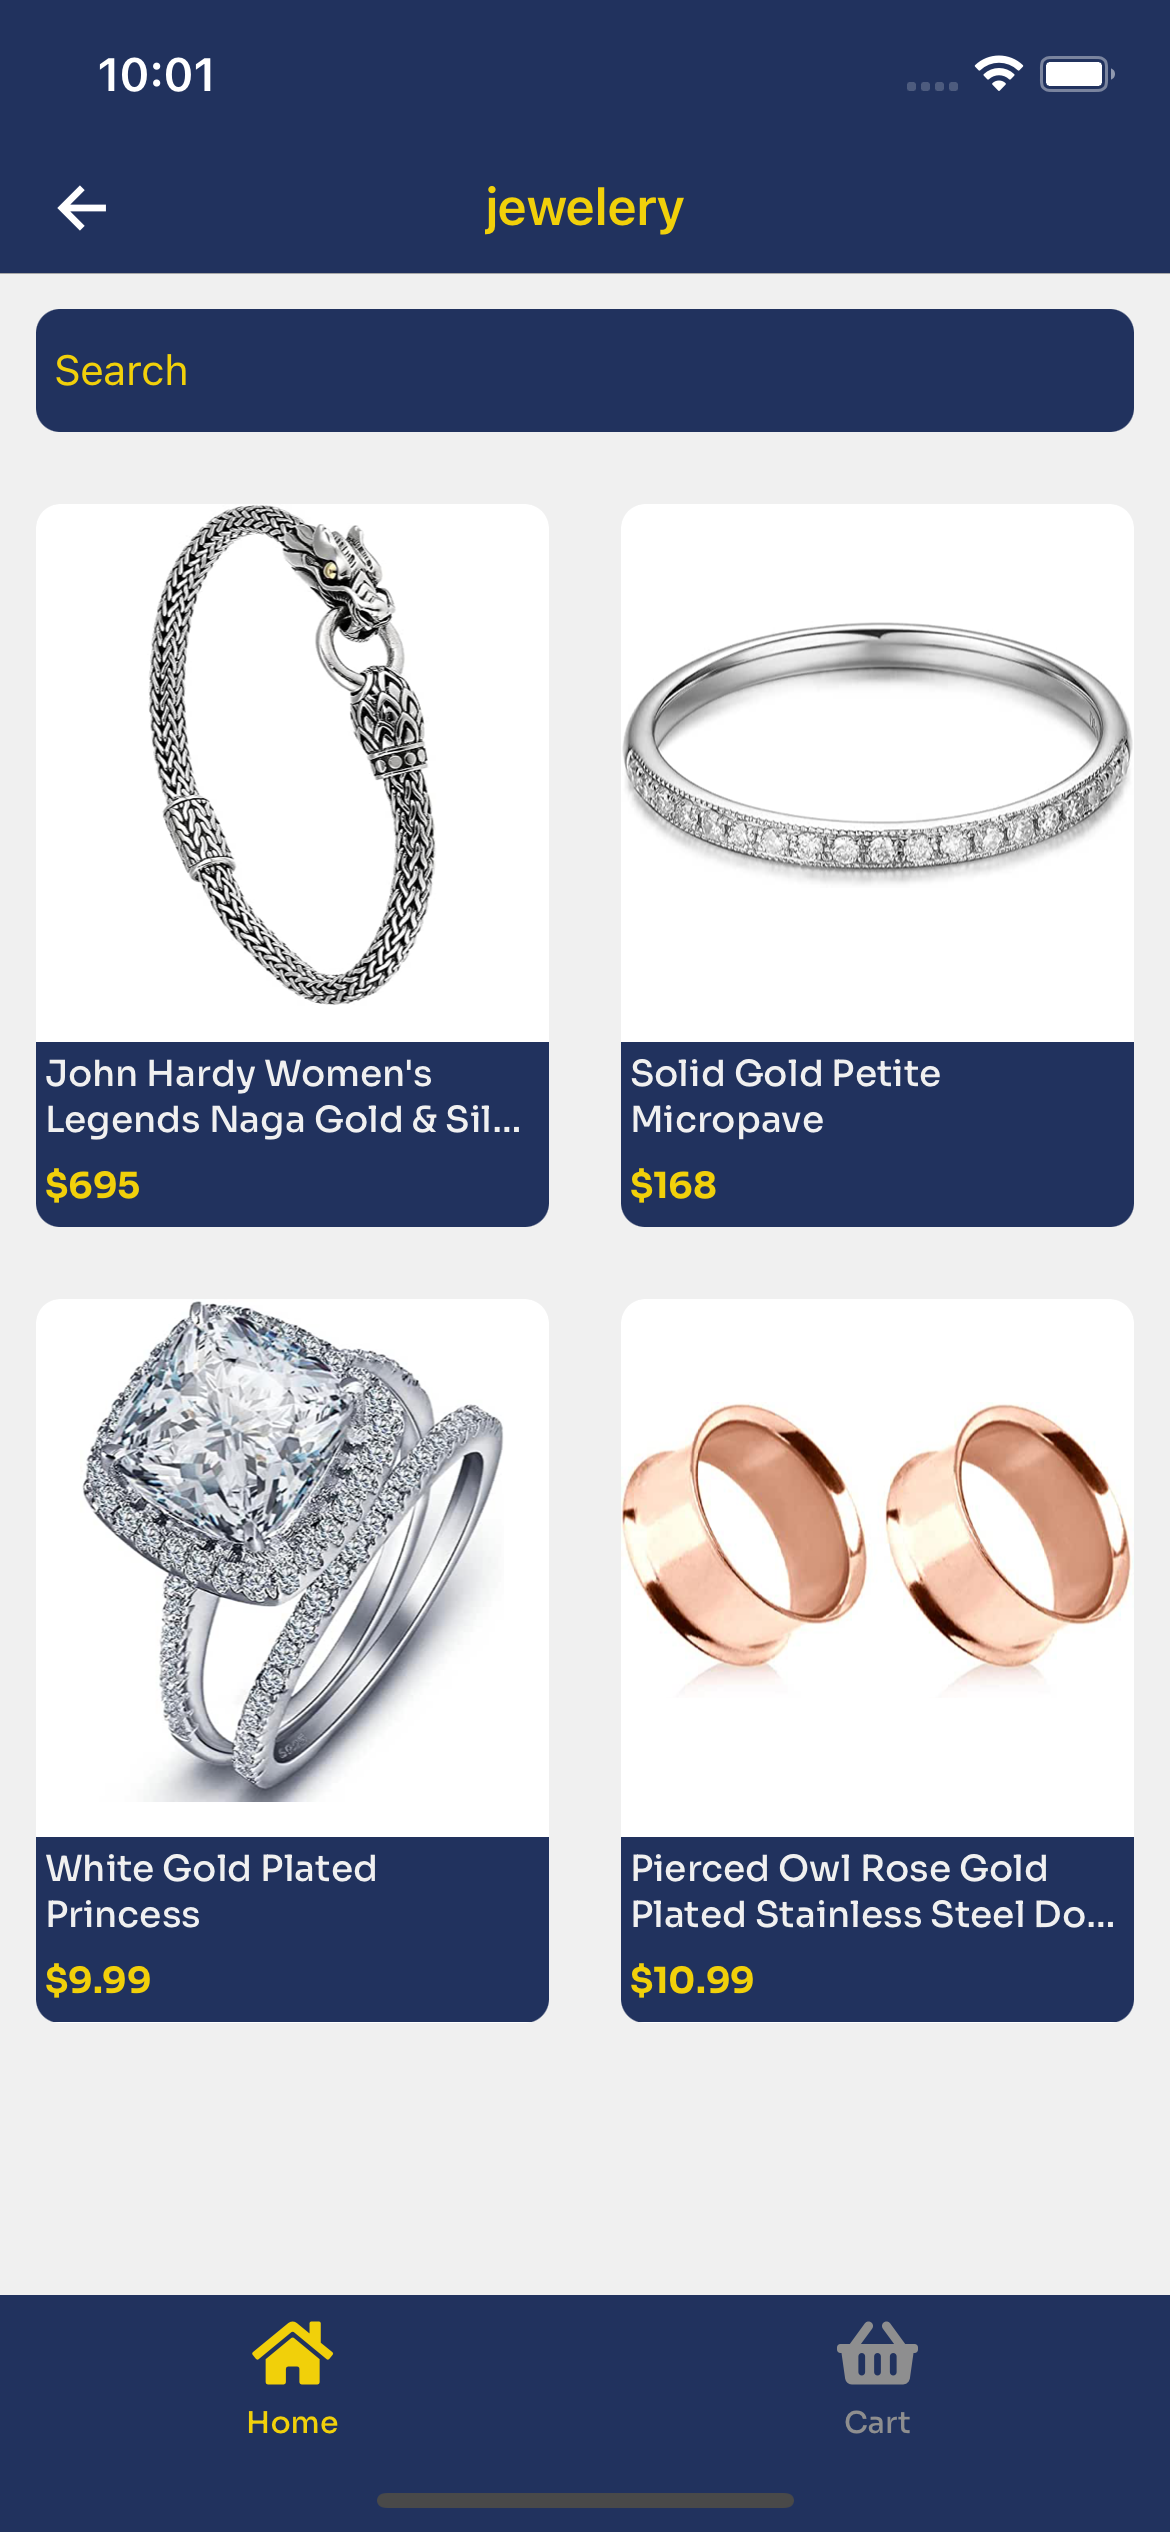 10:01
jewelery
Search
John Hardy Women's
Legends Naga Gold & Sil...
$695
Solid Gold Petite
Micropave
$168
White Gold Plated
Princess
$9.99
Pierced Owl Rose Gold
Plated Stainless Steel Do...
$10.99
Home
Cart